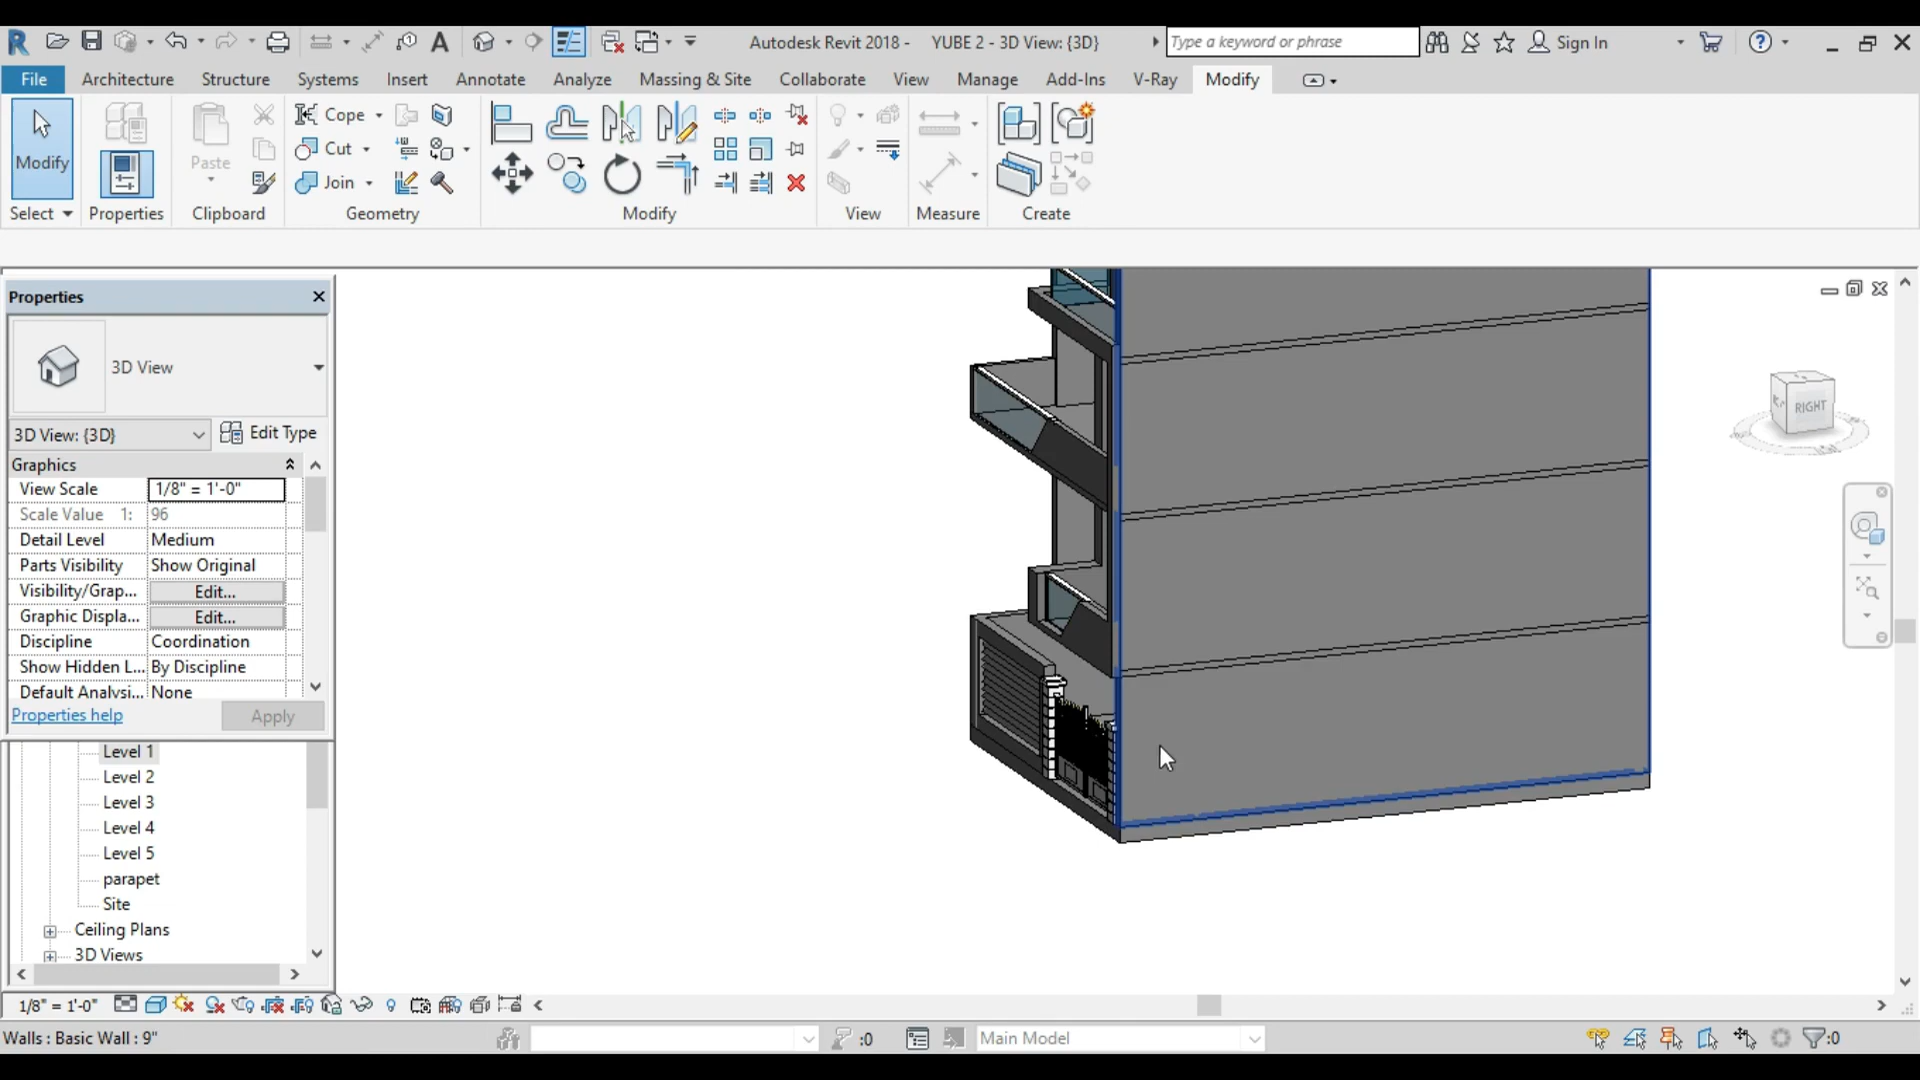 Autodesk Revit 2018 - YUBE 2 - 3D View: {3D}
Type a keyword or phrase
Sign In
File Architecture Structure Systems Insert Annotate Analyze Massing & Site Collaborate View Manage Add-Ins V-Ray Modify
Modify
Paste
Cope
Cut
Join
Select Properties Clipboard Geometry Modify View Measure Create
Properties
3D View
3D View: {3D} Edit Type
Graphics
View Scale 1/8" = 1'-0"
Scale Value 1: 96
Detail Level Medium
Parts Visibility Show Original
Visibility/Grap... Edit...
Graphic Displa... Edit...
Discipline Coordination
Show Hidden L... By Discipline
Default Analysi... None
Properties help Apply
Level 1
Level 2
Level 3
Level 4
Level 5
parapet
Site
Ceiling Plans
3D Views
RIGHT
1/8" = 1'-0"
Walls : Basic Wall : 9"
:0
Main Model
:0